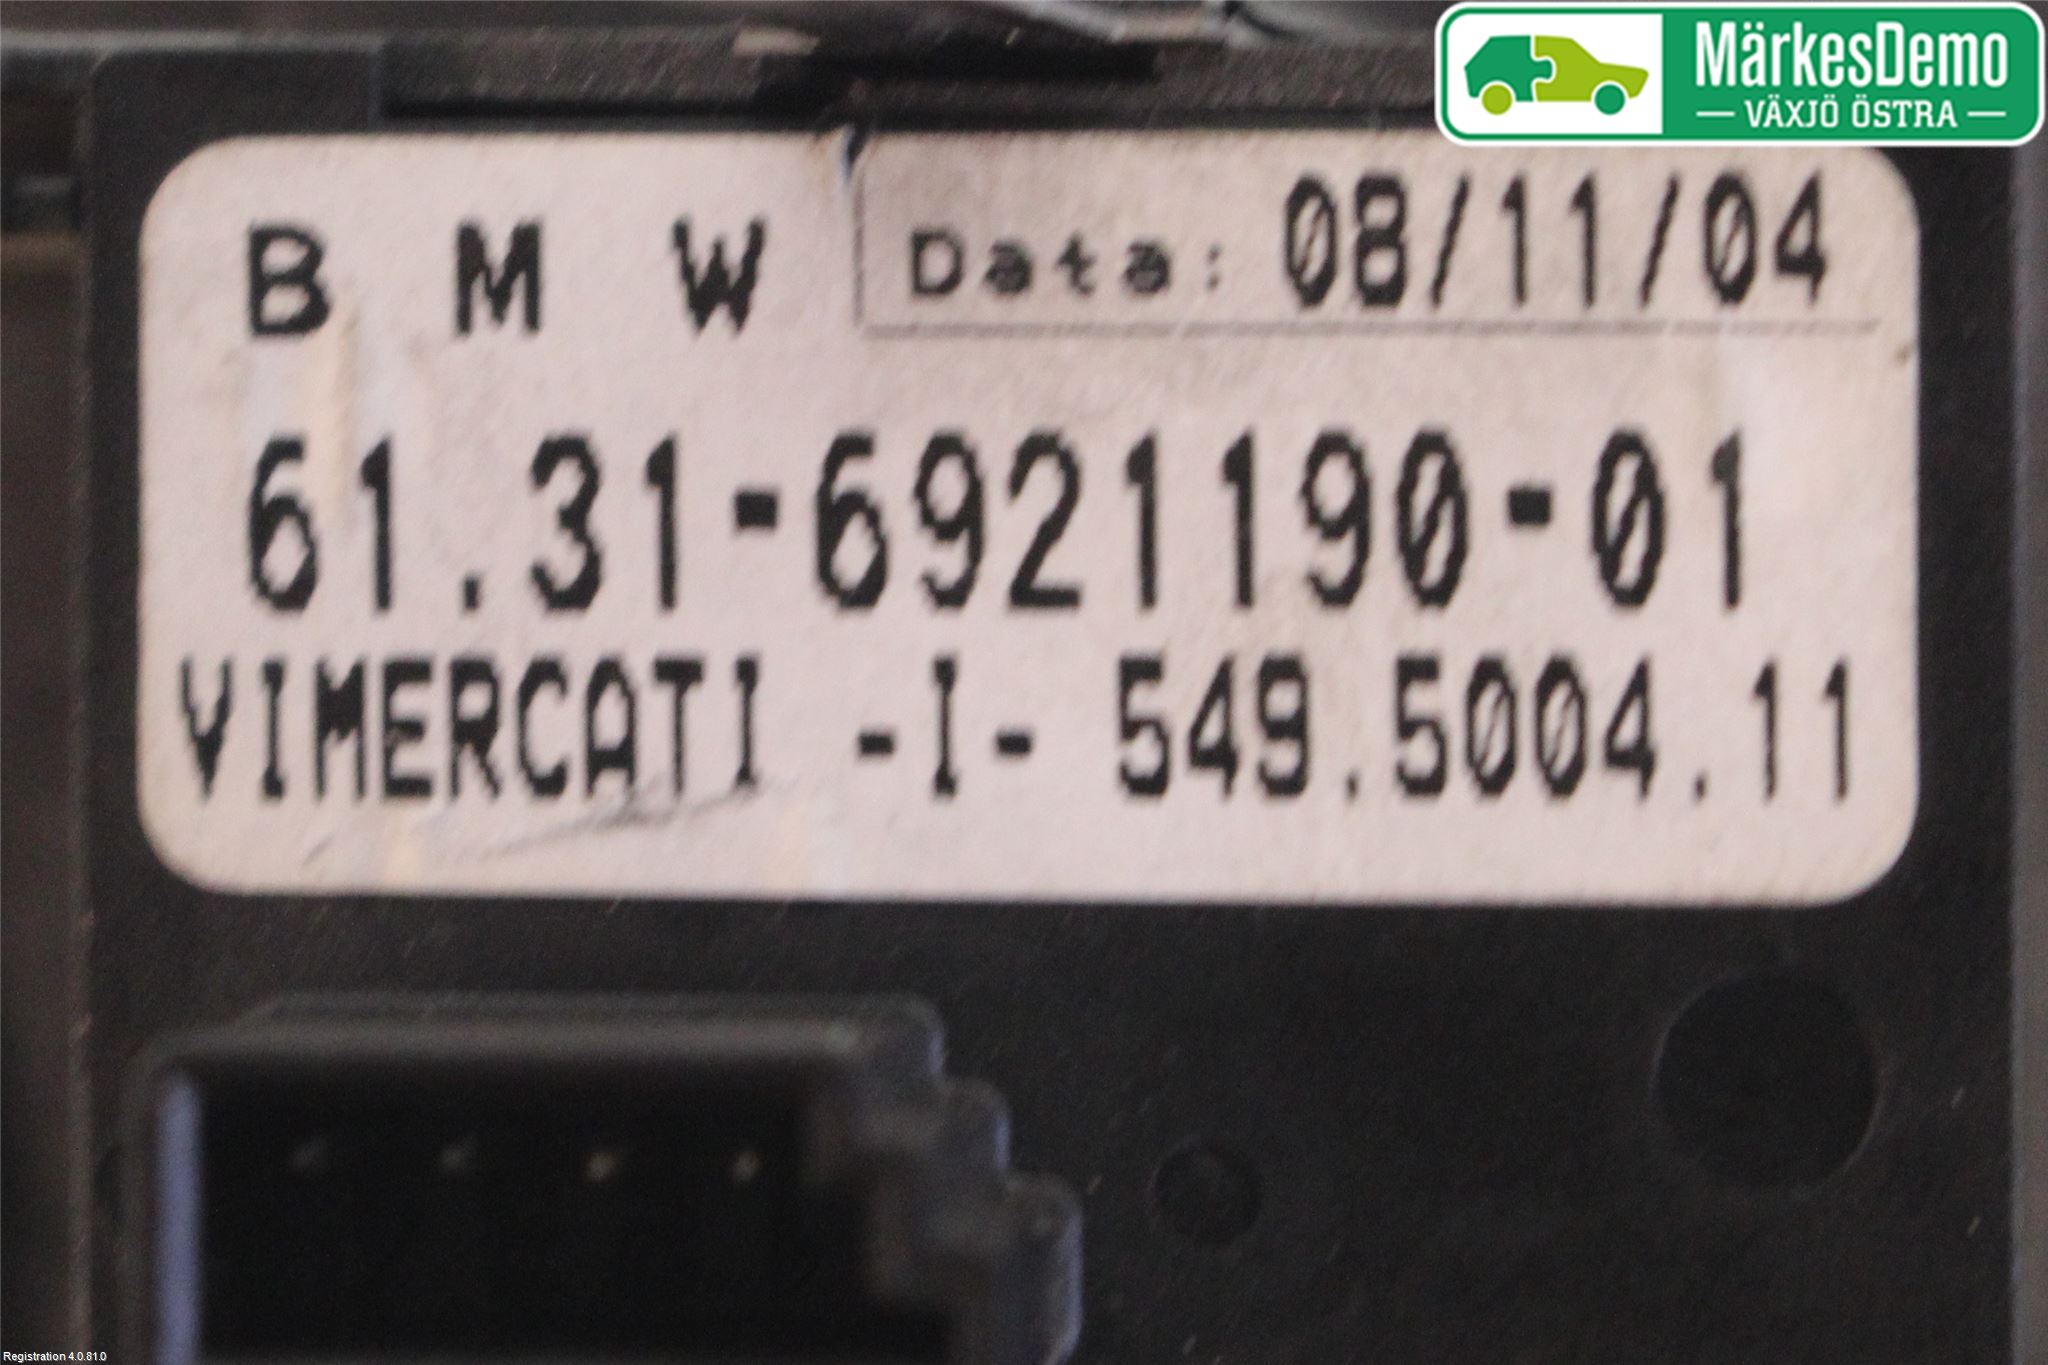 MärkesDemo
VÄXJÖ ÖSTRA
B M W Data: 08/11/04
61.31-6921190-01
VIMERCATI -I- 549.5004.11
Registration 4.0.81.0